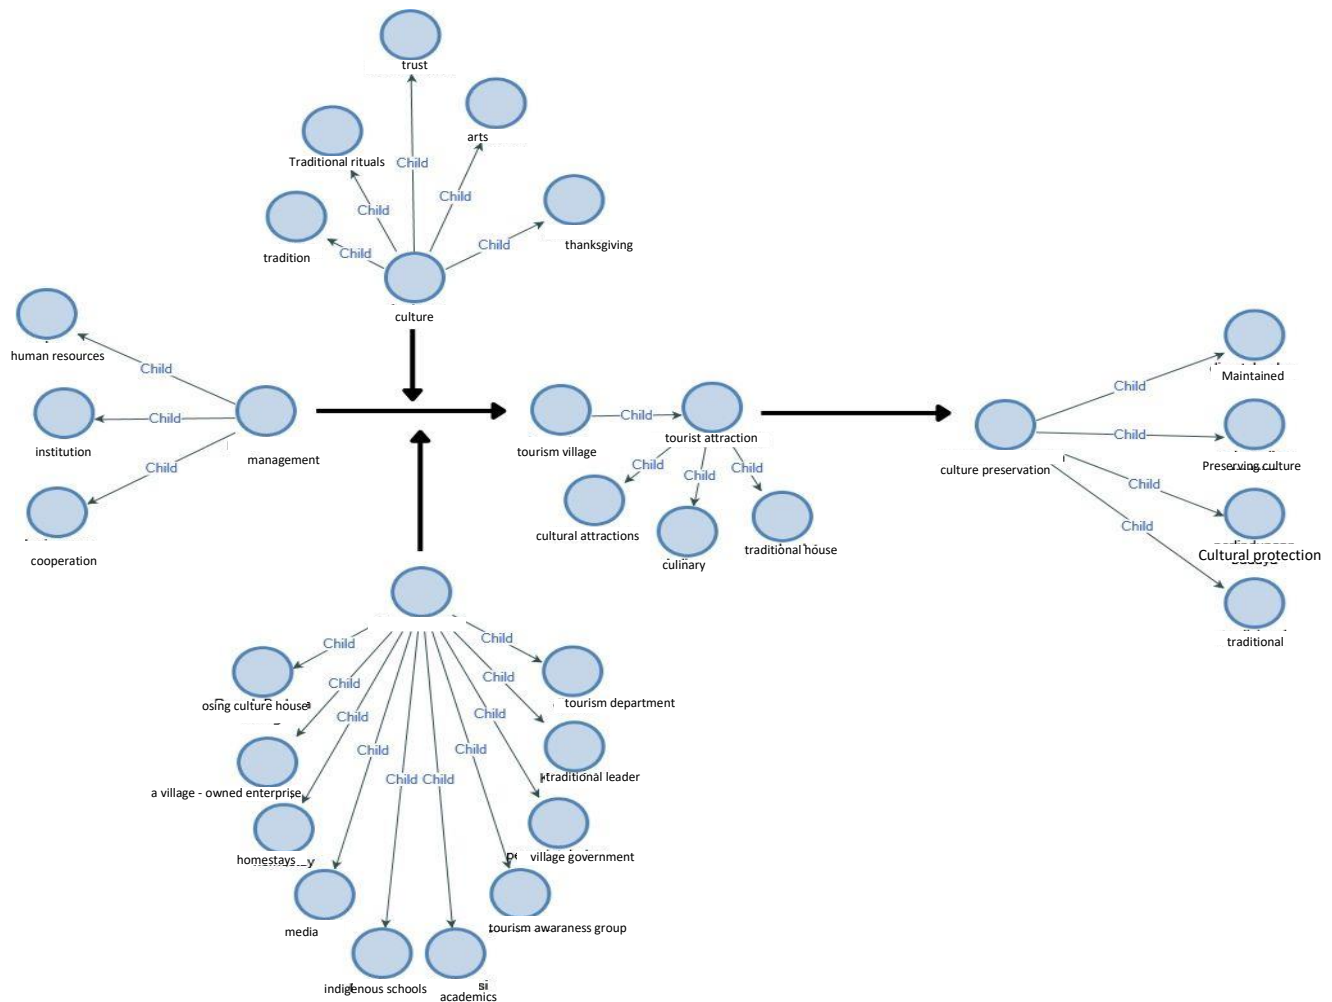 trust
arts
Traditional rituals
Child
Child
Child
thanksgiving
Child
Child
tradition
culture
human resources
Child
Child
institution
management
Child
cooperation
Child
tourist attraction
tourism village
Child
Child
Child
cultural attractions
traditional house
culinary
Child
Maintained
Child
culture preservation
Preserving culture
Child
Child
Cultural protection
traditional
Child
Child
osing culture house
Child
Child
tourism department
Child
Child
Child
Child
traditional leader
Child
Child
a village - owned enterprise
homestays
village government
media
tourism awaraness group
indigenous schools
si
academics